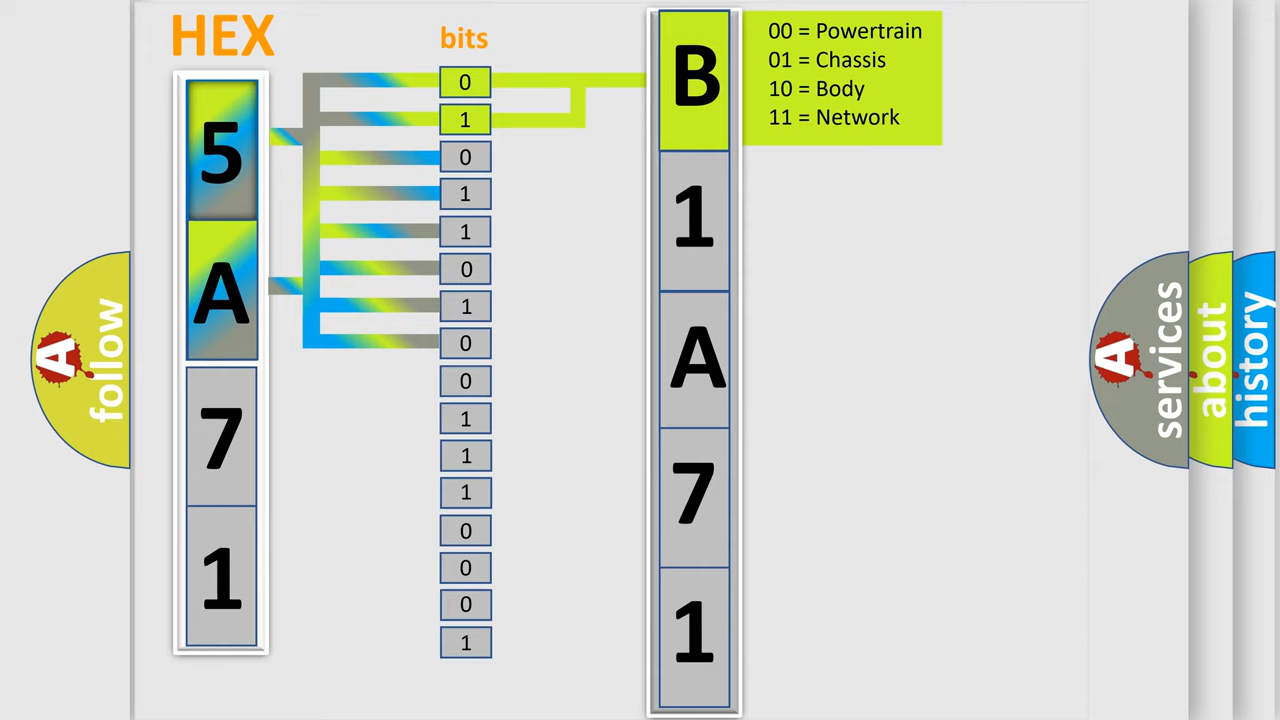 HEX
bits
5
A
7
1
0
1
0
1
1
0
1
0
0
1
1
1
0
0
0
1
B
1
A
7
1
00 = Powertrain
01 = Chassis
10 = Body
11 = Network
A follow
A services
about
history